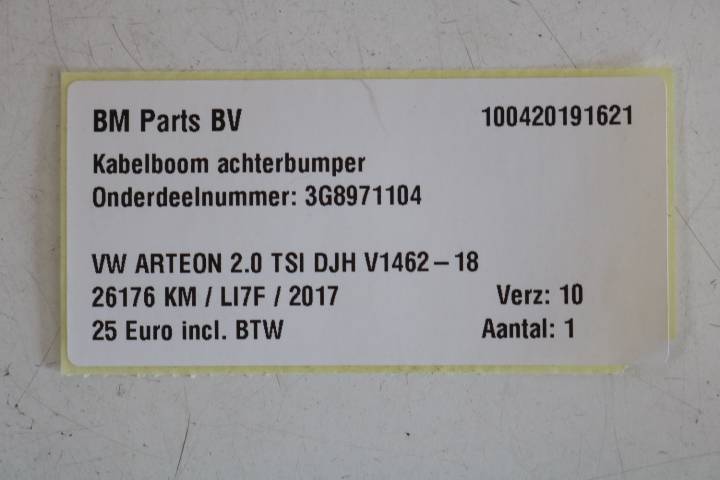 BM Parts BV 100420191621
Kabelboom achterbumper
Onderdeelnummer: 3G8971104
VW ARTEON 2.0 TSI DJH V1462-18
26176 KM / LI7F / 2017 Verz: 10
25 Euro incl. BTW Aantal: 1